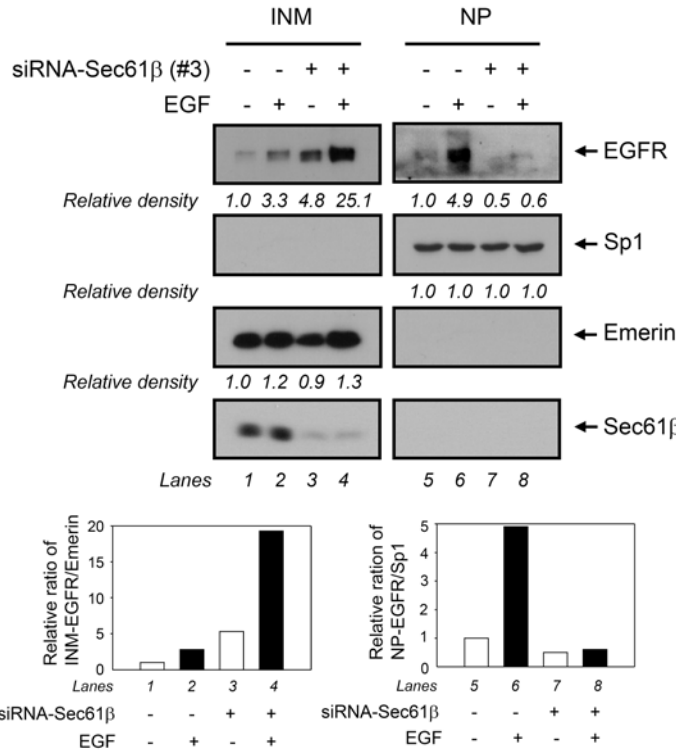 INM NP
siRNA-Sec61β (#3) - - + + - - + +
EGF - + - + - + - +
EGFR
Relative density 1.0 3.3 4.8 25.1 1.0 4.9 0.5 0.6
Sp1
Relative density 1.0 1.0 1.0 1.0
Emerin
Relative density 1.0 1.2 0.9 1.3
Sec61β
Lanes 1 2 3 4 5 6 7 8
Relative ratio of
INM-EGFR/Emerin
20
15
10
5
0
Lanes 1 2 3 4
siRNA-Sec61β - - + +
EGF - + - +
Relative ration of
NP-EGFR/Sp1
5
4
3
2
1
0
Lanes 5 6 7 8
siRNA-Sec61β - - + +
EGF - + - +